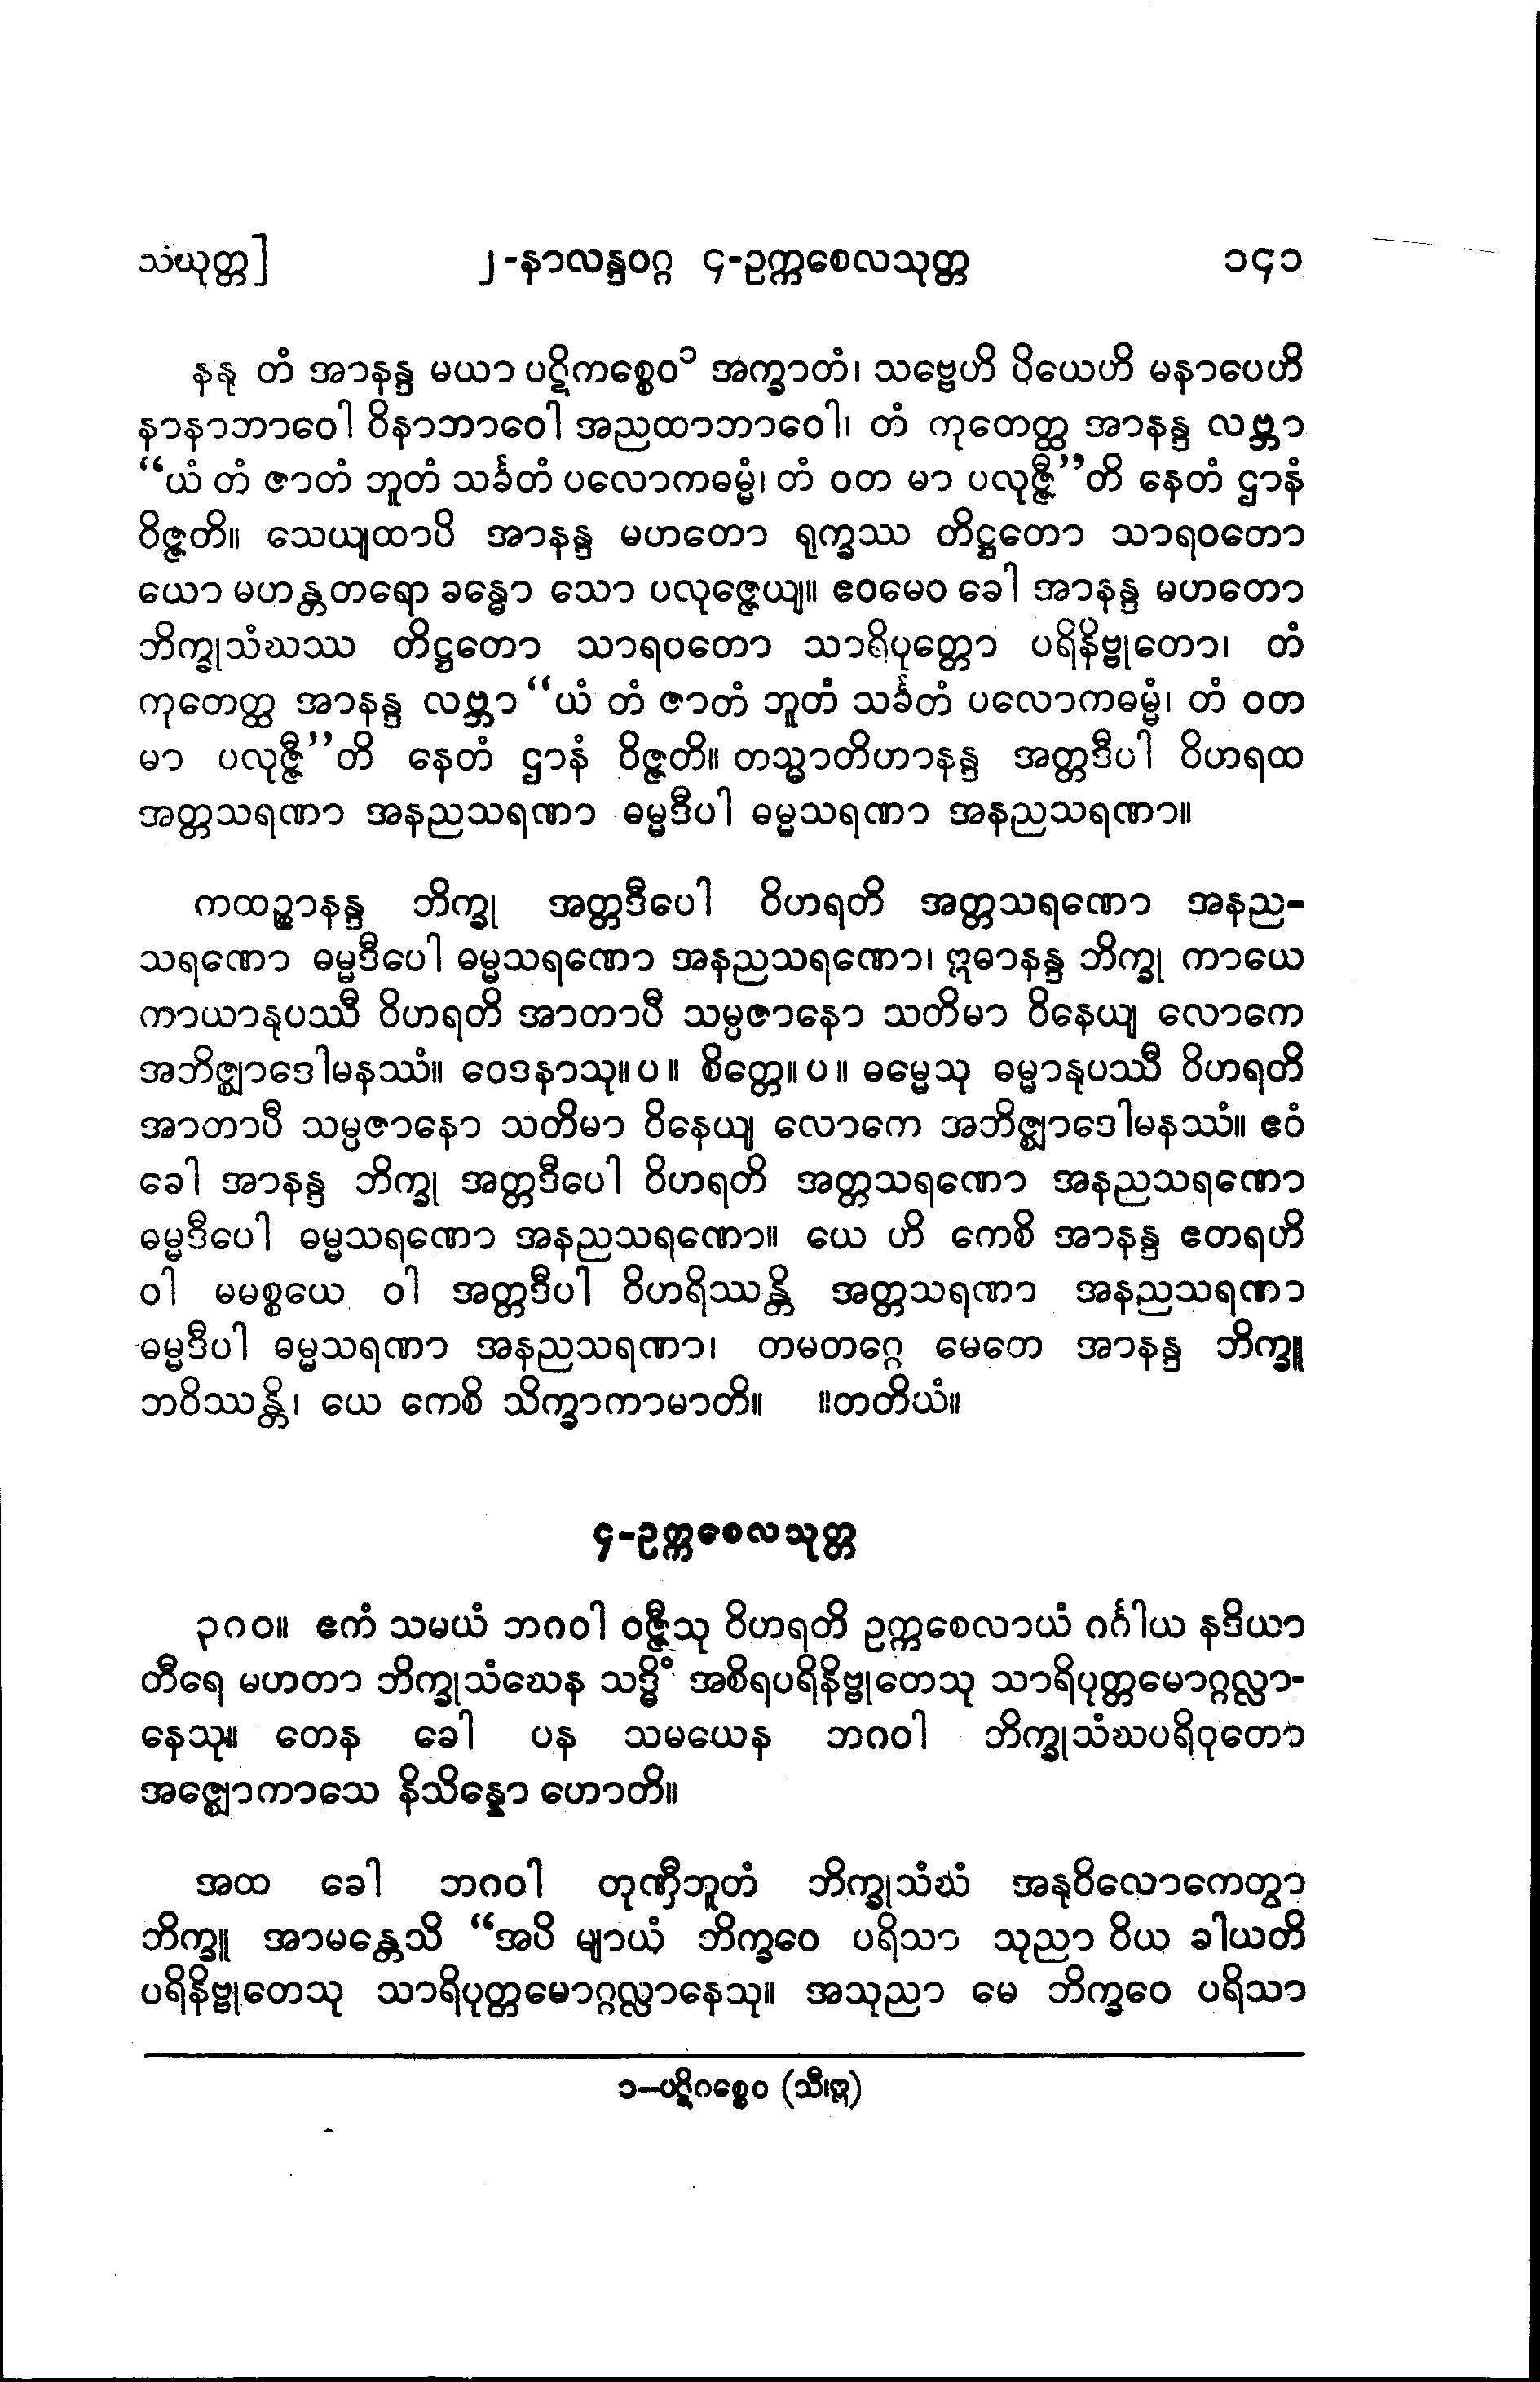 သံယုတ္တ] ၂-နာလန္ဒဝဂ္ဂ ၄-ဥက္ကစေလသုတ္တ ၁၄၁
နနု တံ အာနန္ဒ မယာ ပဋိကစ္စေဝ၁ အက္ခာတံ၊ သဗ္ဗေဟိ ပိယေဟိ မနာပေဟိ
နာနာဘာဝေါ ဝိနာဘာဝေါ အညထာဘာဝေါ၊ တံ ကုတေတ္ထ အာနန္ဒ လဗ္ဘာ
“ယံ တံ ဇာတံ ဘူတံ သင်္ခတံ ပလောကဓမ္မံ၊ တံ ဝတ မာ ပလုဇ္ဇီ”တိ နေတံ ဌာနံ
ဝိဇ္ဇတိ။ သေယျထာပိ အာနန္ဒ မဟတော ရုက္ခဿ တိဋ္ဌတော သာရဝတော
ယော မဟန္တတရော ခန္ဓော သော ပလုဇ္ဇေယျ။ ဧဝမေဝ ခေါ အာနန္ဒ မဟတော
ဘိက္ခုသံဃဿ တိဋ္ဌတော သာရဝတော သာရိပုတ္တော ပရိနိဗ္ဗုတော၊ တံ
ကုတေတ္ထ အာနန္ဒ လဗ္ဘာ “ယံ တံ ဇာတံ ဘူတံ သင်္ခတံ ပလောကဓမ္မံ၊ တံ ဝတ
မာ ပလုဇ္ဇီ”တိ နေတံ ဌာနံ ဝိဇ္ဇတိ။ တသ္မာတိဟာနန္ဒ အတ္တဒီပါ ဝိဟရထ
အတ္တသရဏာ အနညသရဏာ ဓမ္မဒီပါ ဓမ္မသရဏာ အနညသရဏာ။
ကထဉ္စာနန္ဒ ဘိက္ခု အတ္တဒီပေါ ဝိဟရတိ အတ္တသရဏော အနည-
သရဏော ဓမ္မဒီပေါ ဓမ္မသရဏော အနညသရဏော၊ ဣဓာနန္ဒ ဘိက္ခု ကာယေ
ကာယာနုပဿီ ဝိဟရတိ အာတာပီ သမ္ပဇာနော သတိမာ ဝိနေယျ လောကေ
အဘိဇ္ဈာဒေါမနဿံ။ ဝေဒနာသု။ ပ ။ စိတ္တေ။ ပ ။ ဓမ္မေသု ဓမ္မာနုပဿီ ဝိဟရတိ
အာတာပီ သမ္ပဇာနော သတိမာ ဝိနေယျ လောကေ အဘိဇ္ဈာဒေါမနဿံ။ ဧဝံ
ခေါ အာနန္ဒ ဘိက္ခု အတ္တဒီပေါ ဝိဟရတိ အတ္တသရဏော အနညသရဏော
ဓမ္မဒီပေါ ဓမ္မသရဏော အနညသရဏော။ ယေ ဟိ ကေစိ အာနန္ဒ ဧတရဟိ
ဝါ မမစ္စယေ ဝါ အတ္တဒီပါ ဝိဟရိဿန္တိ အတ္တသရဏာ အနညသရဏာ
ဓမ္မဒီပါ ဓမ္မသရဏာ အနညသရဏာ၊ တမတဂ္ဂေ မေတေ အာနန္ဒ ဘိက္ခူ
ဘဝိဿန္တိ၊ ယေ ကေစိ သိက္ခာကာမာတိ။ ။တတိယံ။
၄-ဥက္ကစေလသုတ္တ
၃၈၀။ ဧကံ သမယံ ဘဂဝါ ဝဇ္ဇီသု ဝိဟရတိ ဥက္ကစေလာယံ ဂင်္ဂါယ နဒိယာ
တီရေ မဟတာ ဘိက္ခုသံဃေန သဒ္ဓိံ အစိရပရိနိဗ္ဗုတေသု သာရိပုတ္တမောဂ္ဂလ္လာ-
နေသု။ တေန ခေါ ပန သမယေန ဘဂဝါ ဘိက္ခုသံဃပရိဝုတော
အဇ္ဈောကာသေ နိသိန္နော ဟောတိ။
အထ ခေါ ဘဂဝါ တုဏှီဘူတံ ဘိက္ခုသံဃံ အနုဝိလောကေတွာ
ဘိက္ခူ အာမန္တေသိ “အပိ မျာယံ ဘိက္ခဝေ ပရိသာ သုညာ ဝိယ ခါယတိ
ပရိနိဗ္ဗုတေသု သာရိပုတ္တမောဂ္ဂလ္လာနေသု။ အသုညာ မေ ဘိက္ခဝေ ပရိသာ
၁—ပဋိဂစ္စေဝ (သီ၊ဣ)